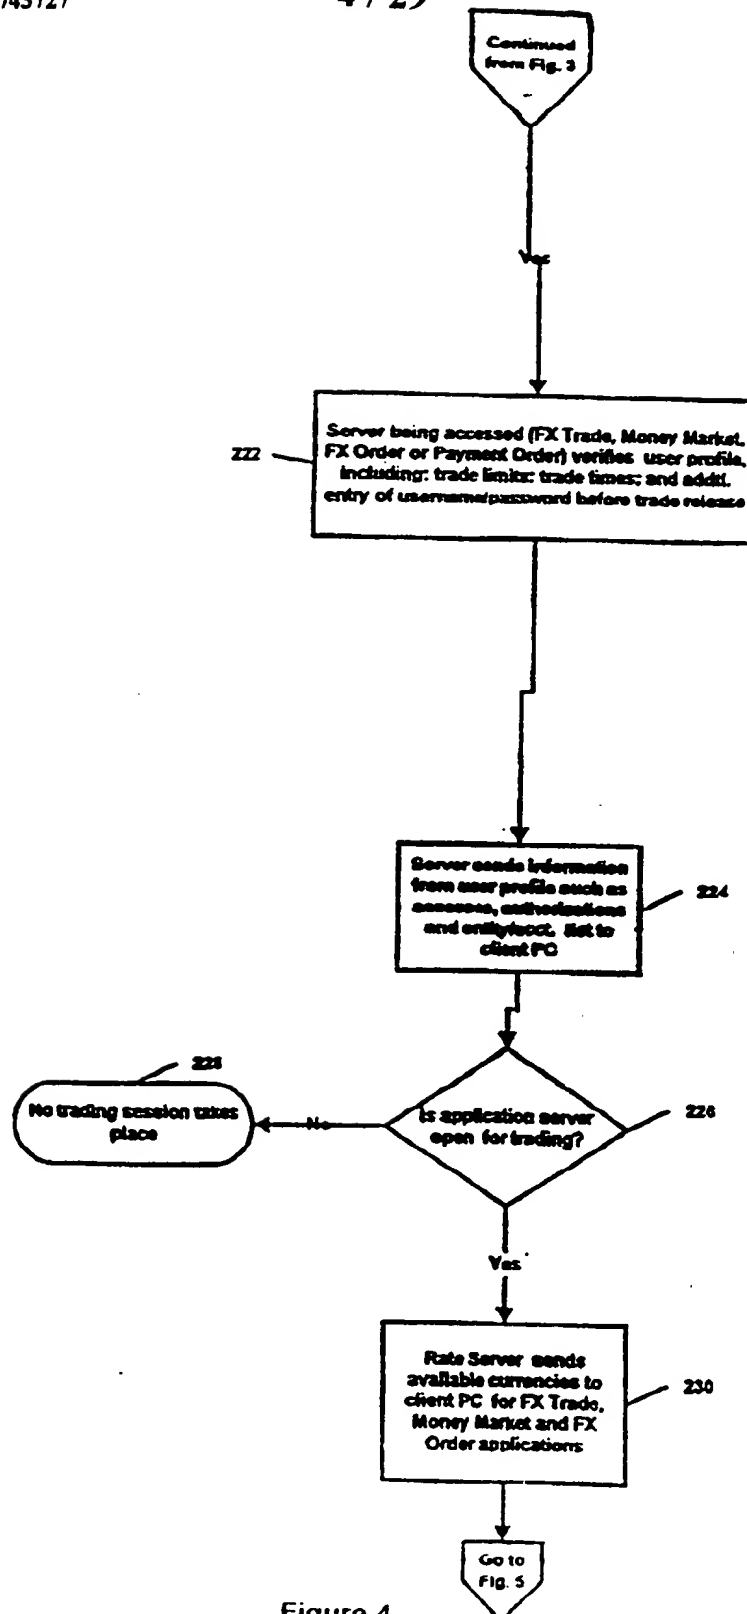 4 / 29
Continued
from Fig. 3
Yes
222
Server being accessed (FX Trade, Money Market,
FX Order or Payment Order) verifies user profile,
including: trade limits; trade times; and addtl.
entry of username/password before trade release
Server sends information
from user profile such as
accesses, authorizations
and entity/acct. list to
client PC
224
228
No trading session takes
place
No
Is application server
open for trading?
226
Yes
Rate Server sends
available currencies to
client PC for FX Trade,
Money Market and FX
Order applications
230
Go to
Fig. 5
Figure 4